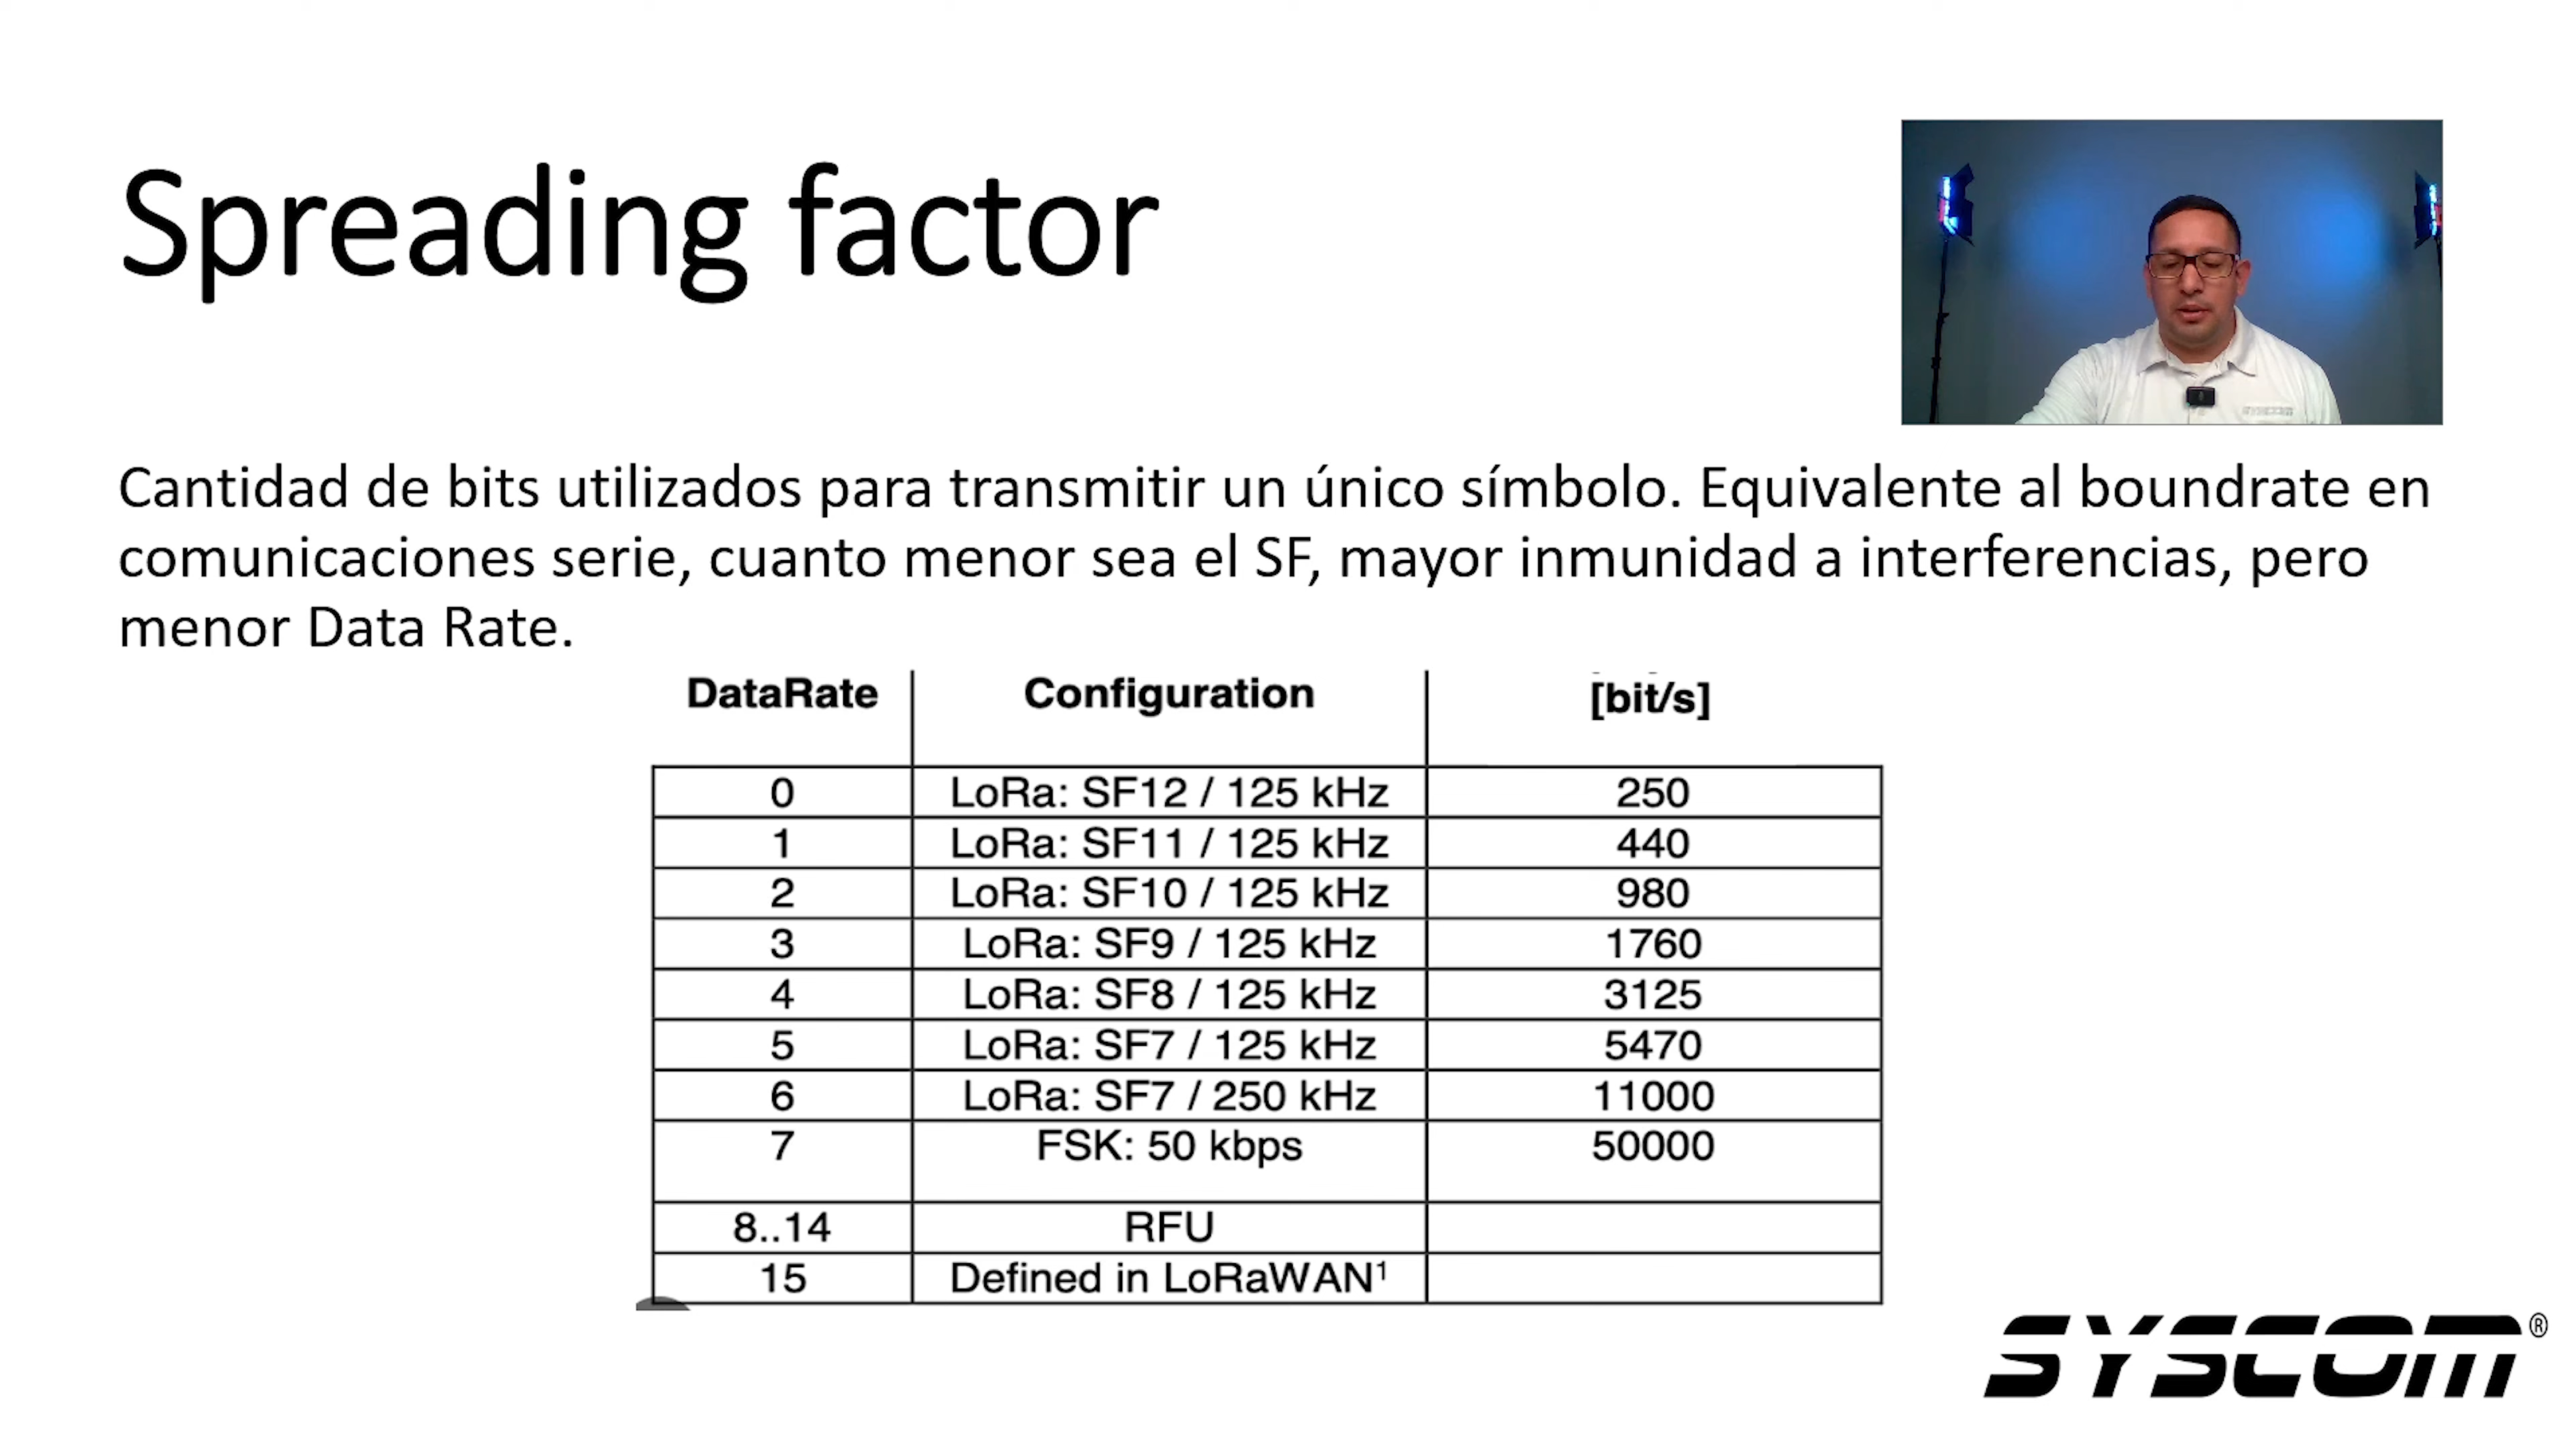 Spreading factor
Cantidad de bits utilizados para transmitir un único símbolo. Equivalente al boundrate en
comunicaciones serie, cuanto menor sea el SF, mayor inmunidad a interferencias, pero
menor Data Rate.
DataRate Configuration [bit/s]
0 LoRa: SF12 / 125 kHz 250
1 LoRa: SF11 / 125 kHz 440
2 LoRa: SF10 / 125 kHz 980
3 LoRa: SF9 / 125 kHz 1760
4 LoRa: SF8 / 125 kHz 3125
5 LoRa: SF7 / 125 kHz 5470
6 LoRa: SF7 / 250 kHz 11000
7 FSK: 50 kbps 50000
8..14 RFU
15 Defined in LoRaWAN¹
SYSCOM®